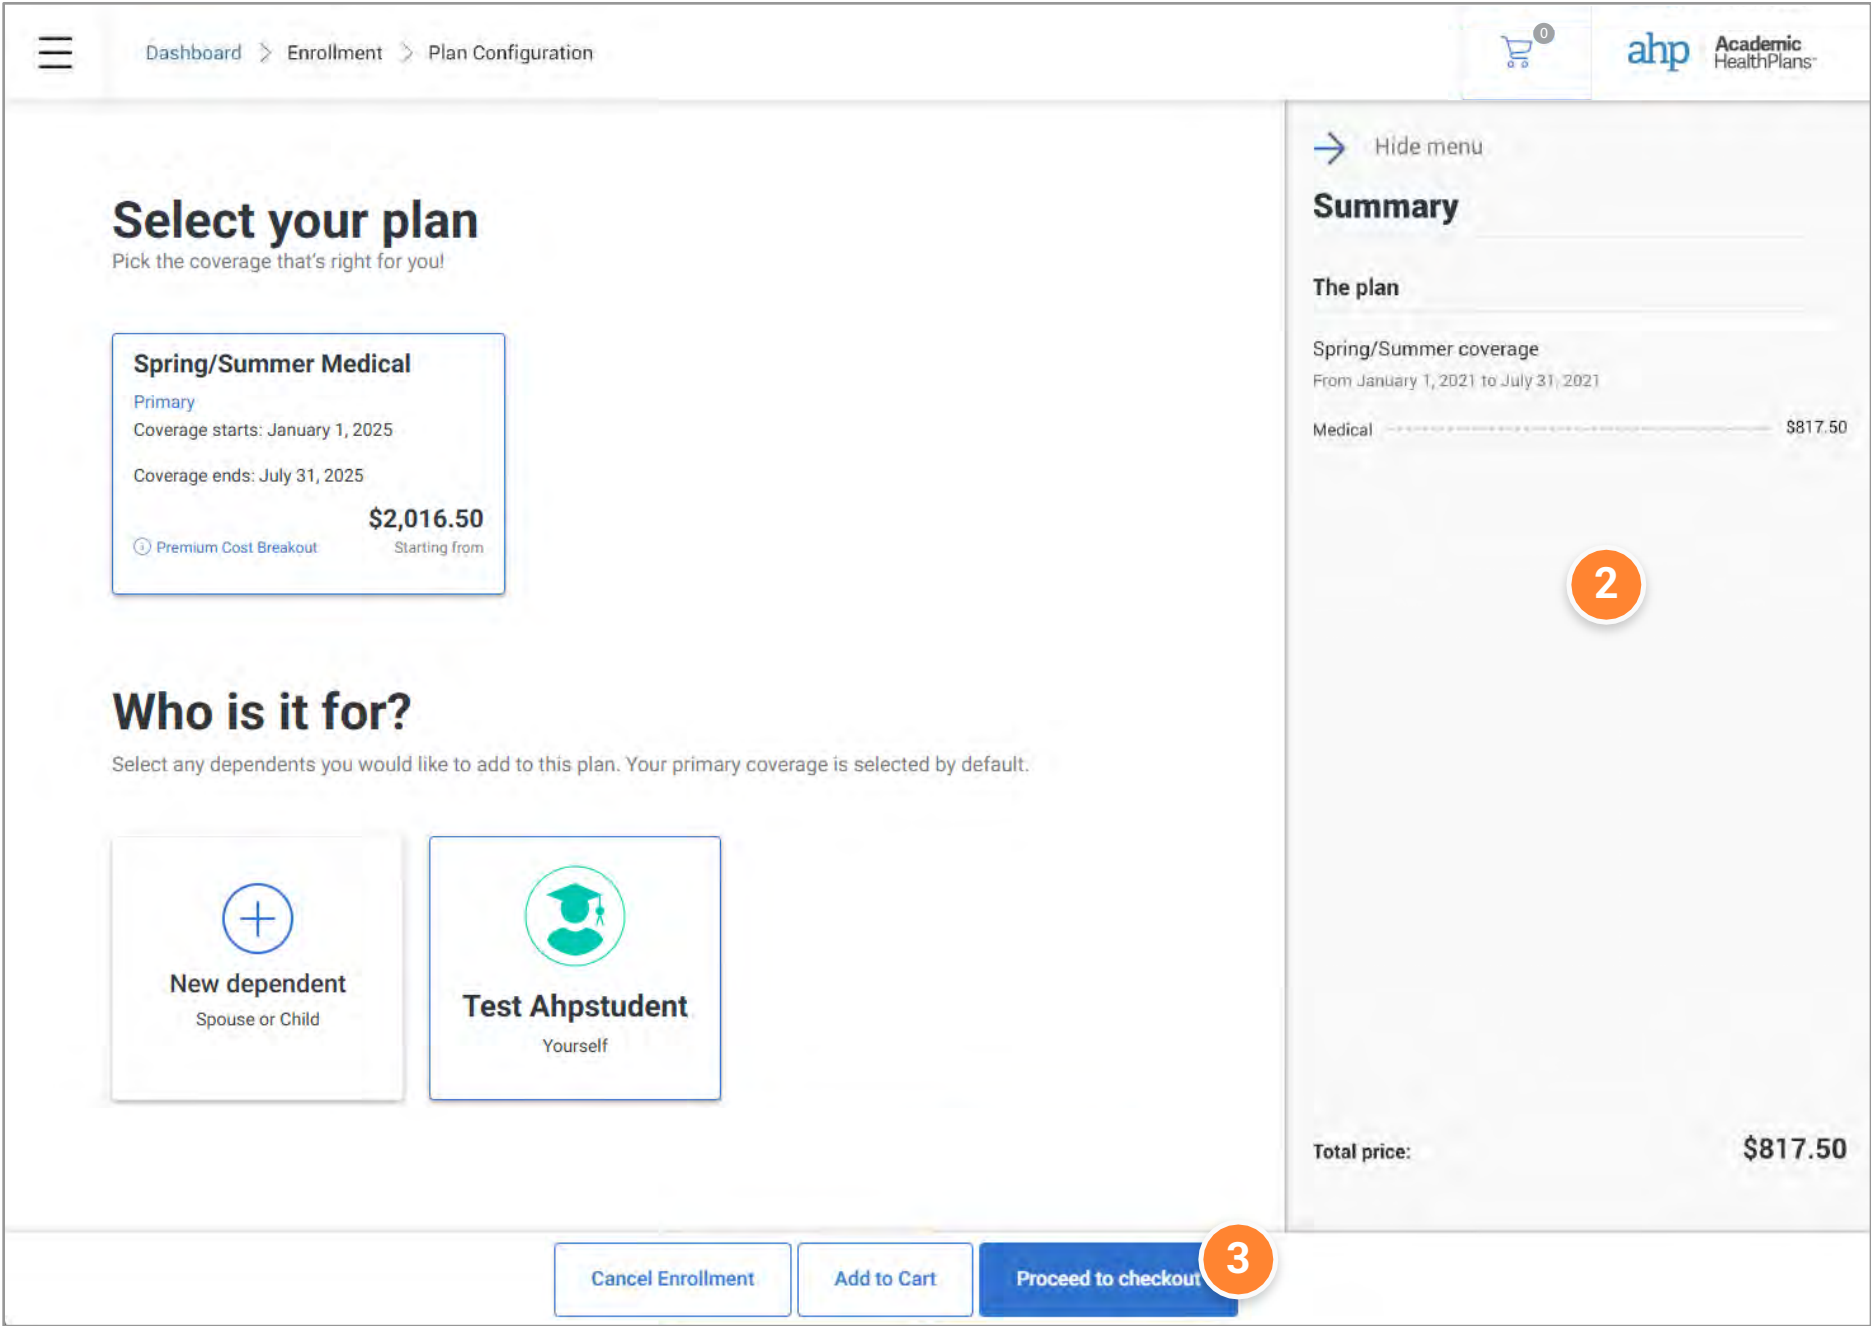 Dashboard > Enrollment > Plan Configuration
0
ahp Academic
HealthPlans
Select your plan
Pick the coverage that's right for you!
Spring/Summer Medical
Primary
Coverage starts: January 1, 2025
Coverage ends: July 31, 2025
$2,016.50
Premium Cost Breakout Starting from
Who is it for?
Select any dependents you would like to add to this plan. Your primary coverage is selected by default.
New dependent
Spouse or Child
Test Ahpstudent
Yourself
Hide menu
Summary
The plan
Spring/Summer coverage
From January 1, 2021 to July 31, 2021
Medical $817.50
2
Total price: $817.50
Cancel Enrollment Add to Cart Proceed to checkout 3